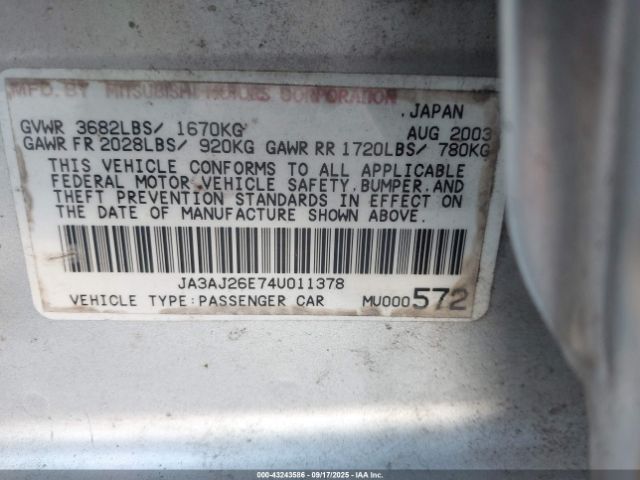 MFD. BY MITSUBISHI MOTORS CORPORATION
. JAPAN
GVWR 3682LBS/ 1670KG AUG 2003
GAWR FR 2028LBS/ 920KG GAWR RR 1720LBS/ 780KG
THIS VEHICLE CONFORMS TO ALL APPLICABLE
FEDERAL MOTOR VEHICLE SAFETY, BUMPER, AND
THEFT PREVENTION STANDARDS IN EFFECT ON
THE DATE OF MANUFACTURE SHOWN ABOVE.
JA3AJ26E74U011378
VEHICLE TYPE: PASSENGER CAR MU000572
000-43243586 - 09/17/2025 - IAA Inc.